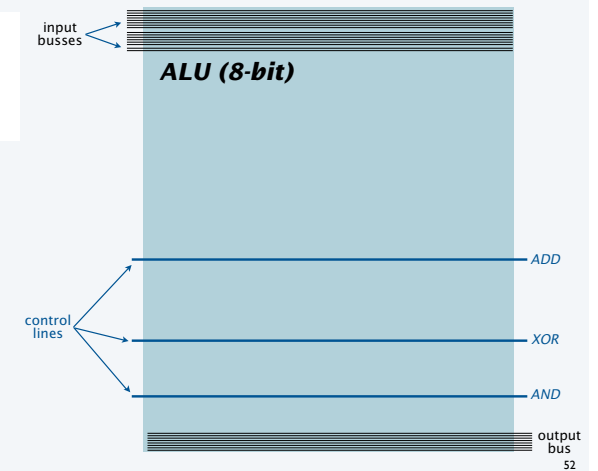 input
busses
ALU (8-bit)
ADD
control
lines
XOR
AND
output
bus
52